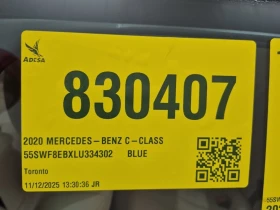 ADESA
830407
2020 MERCEDES-BENZ C-CLASS
55SWF8EBXLU334302 BLUE
Toronto
11/12/2025 13:30:36 JR